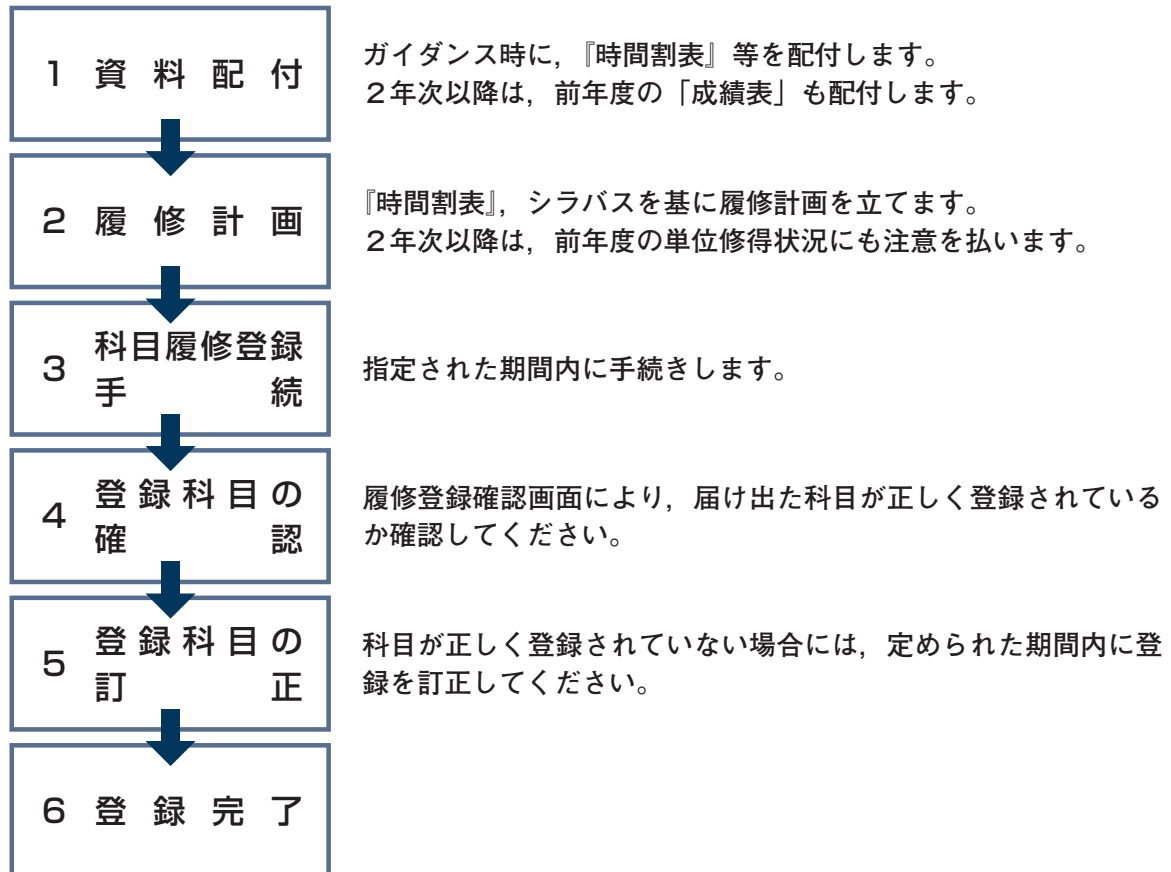 1 資料配付
ガイダンス時に，『時間割表』等を配付します。
２年次以降は，前年度の「成績表」も配付します。
2 履修計画
『時間割表』，シラバスを基に履修計画を立てます。
２年次以降は，前年度の単位修得状況にも注意を払います。
3 科目履修登録
手続
指定された期間内に手続きします。
4 登録科目の
確認
履修登録確認画面により，届け出た科目が正しく登録されている
か確認してください。
5 登録科目の
訂正
科目が正しく登録されていない場合には，定められた期間内に登
録を訂正してください。
6 登録完了